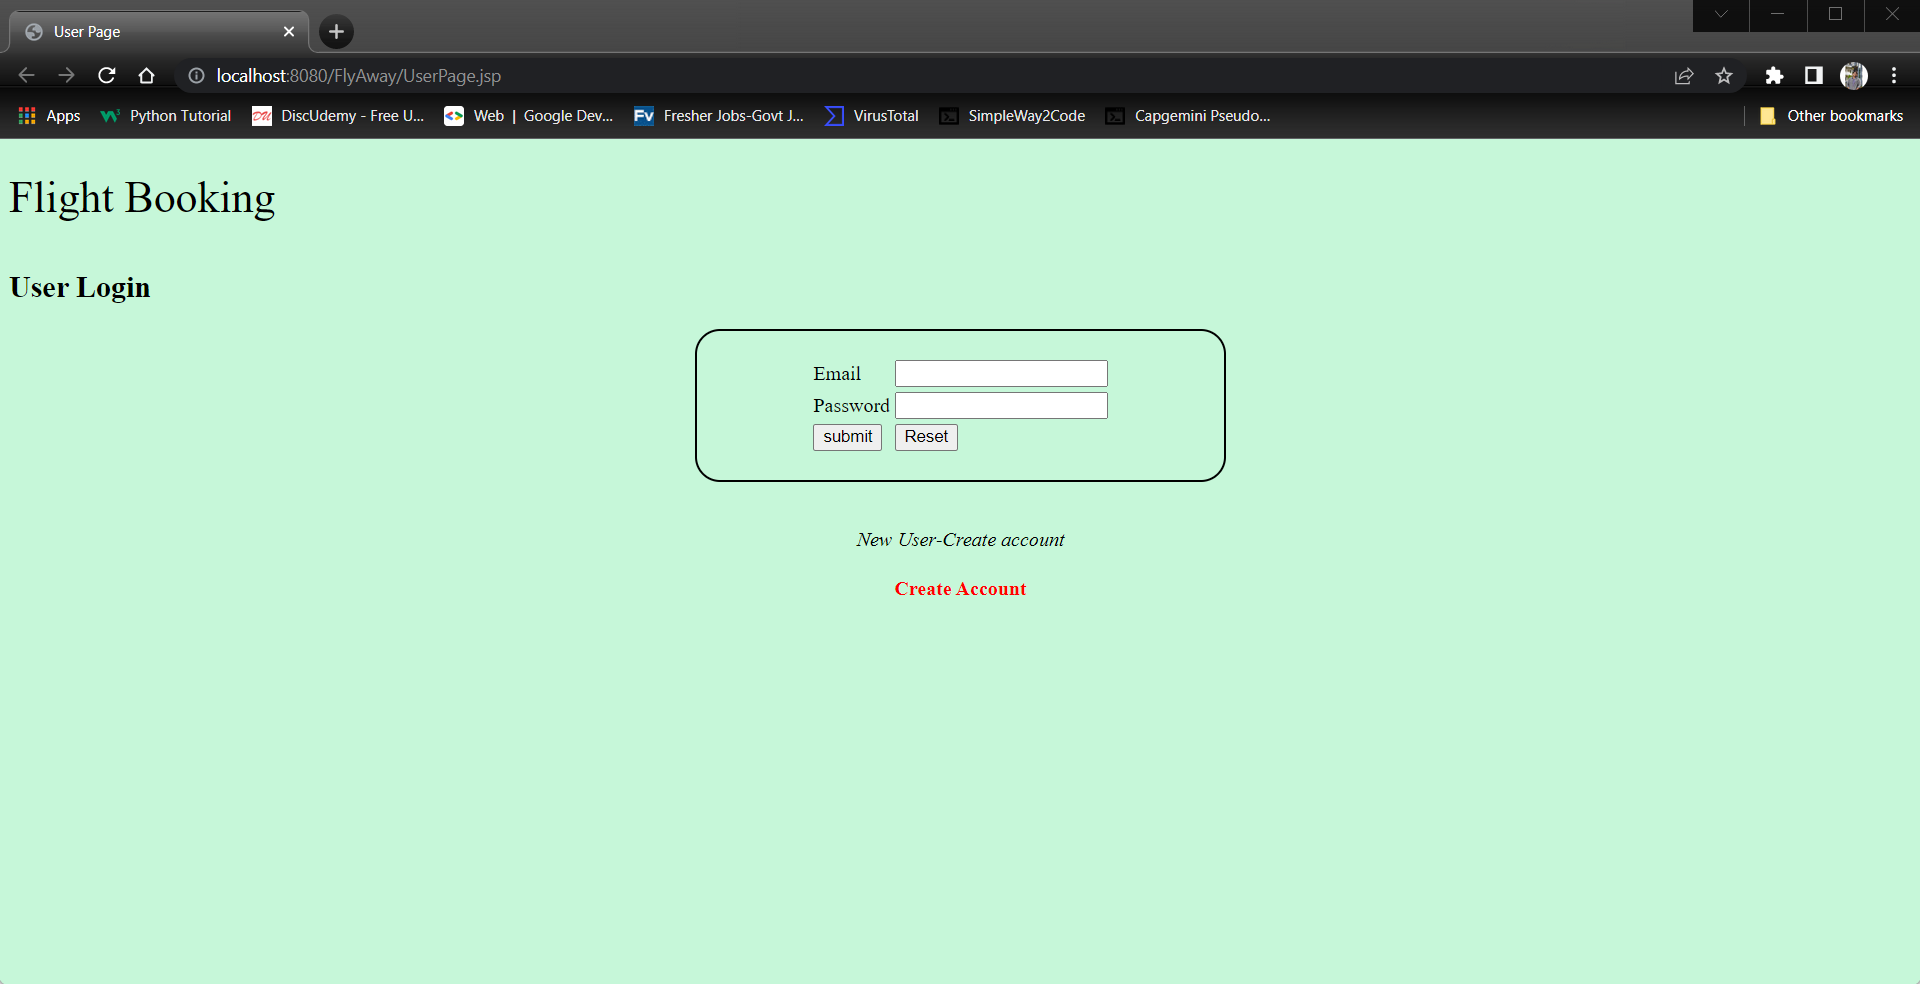 User Page
localhost:8080/FlyAway/UserPage.jsp
Apps Python Tutorial DU DiscUdemy - Free U... Web | Google Dev... Fv Fresher Jobs-Govt J... VirusTotal SimpleWay2Code Capgemini Pseudo... Other bookmarks
Flight Booking
User Login
Email
Password
submit Reset
New User-Create account
Create Account